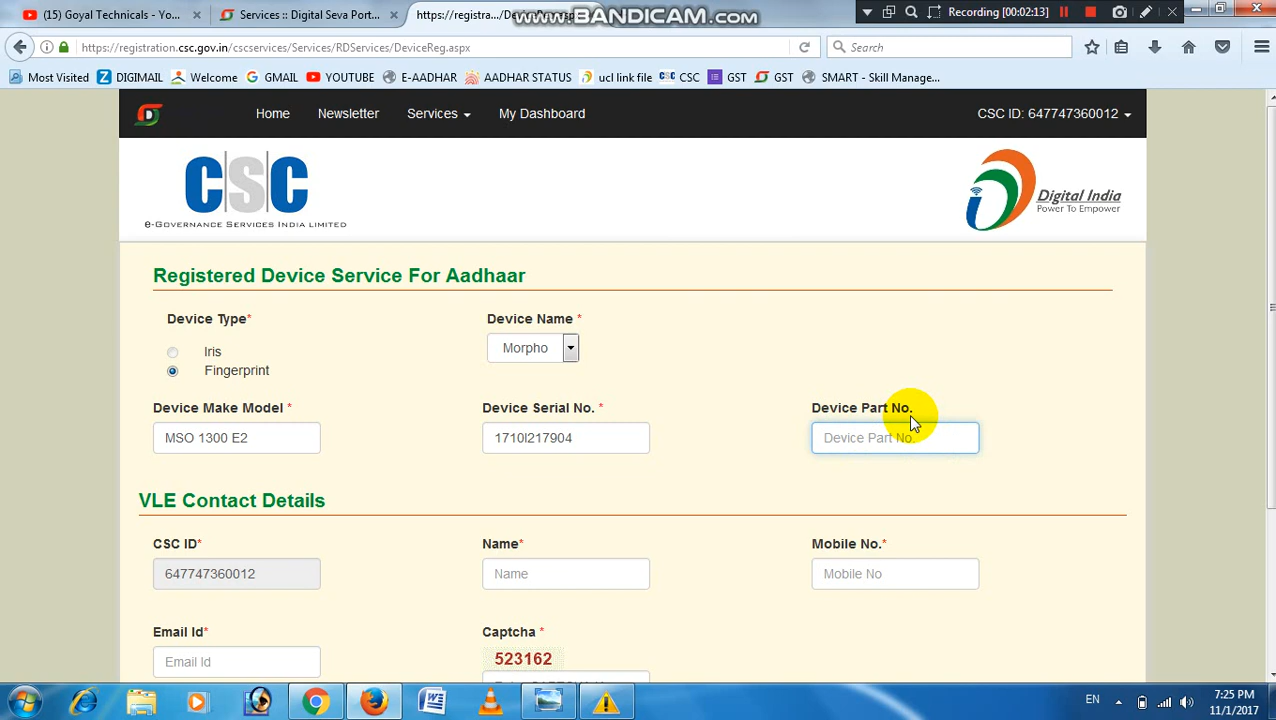 (15) Goyal Technicals - Yo...
Services :: Digital Seva Port...
https://registra.../De
WWW.BANDICAM.COM
Recording [00:02:13]
https://registration.csc.gov.in/cscservices/Services/RDServices/DeviceReg.aspx
Search
Most Visited
DIGIMAIL
Welcome
GMAIL
YOUTUBE
E-AADHAR
AADHAR STATUS
ucl link file
CSC
GST
GST
SMART - Skill Manage...
Home
Newsletter
Services
My Dashboard
CSC ID: 647747360012
CSC
e-GOVERNANCE SERVICES INDIA LIMITED
Digital India
Power To Empower
Registered Device Service For Aadhaar
Device Type*
Device Name *
Iris
Fingerprint
Morpho
Device Make Model *
Device Serial No. *
Device Part No.
MSO 1300 E2
1710I217904
Device Part No.
VLE Contact Details
CSC ID*
Name*
Mobile No.*
647747360012
Name
Mobile No
Email Id*
Captcha *
Email Id
523162
EN
7:25 PM
11/1/2017